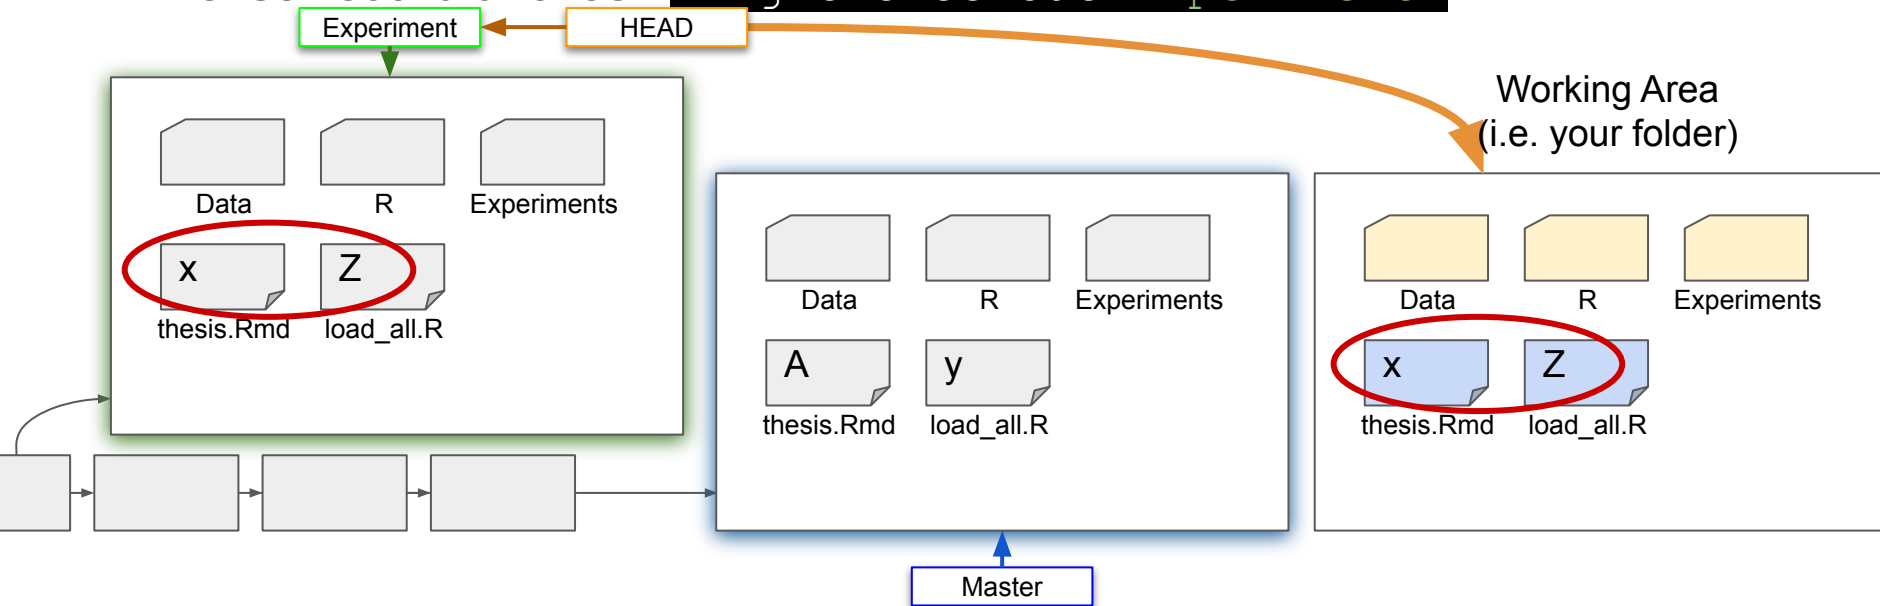 Experiment
HEAD
Working Area
(i.e. your folder)
Data
R
Experiments
x
Z
thesis.Rmd
load_all.R
Data
R
Experiments
A
y
thesis.Rmd
load_all.R
Data
R
Experiments
x
Z
thesis.Rmd
load_all.R
Master